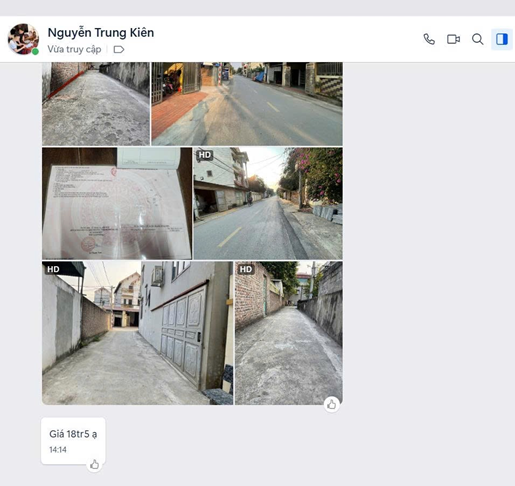 Nguyễn Trung Kiên
Vừa truy cập
HD
HD
HD
Giá 18tr5 ạ
14:14